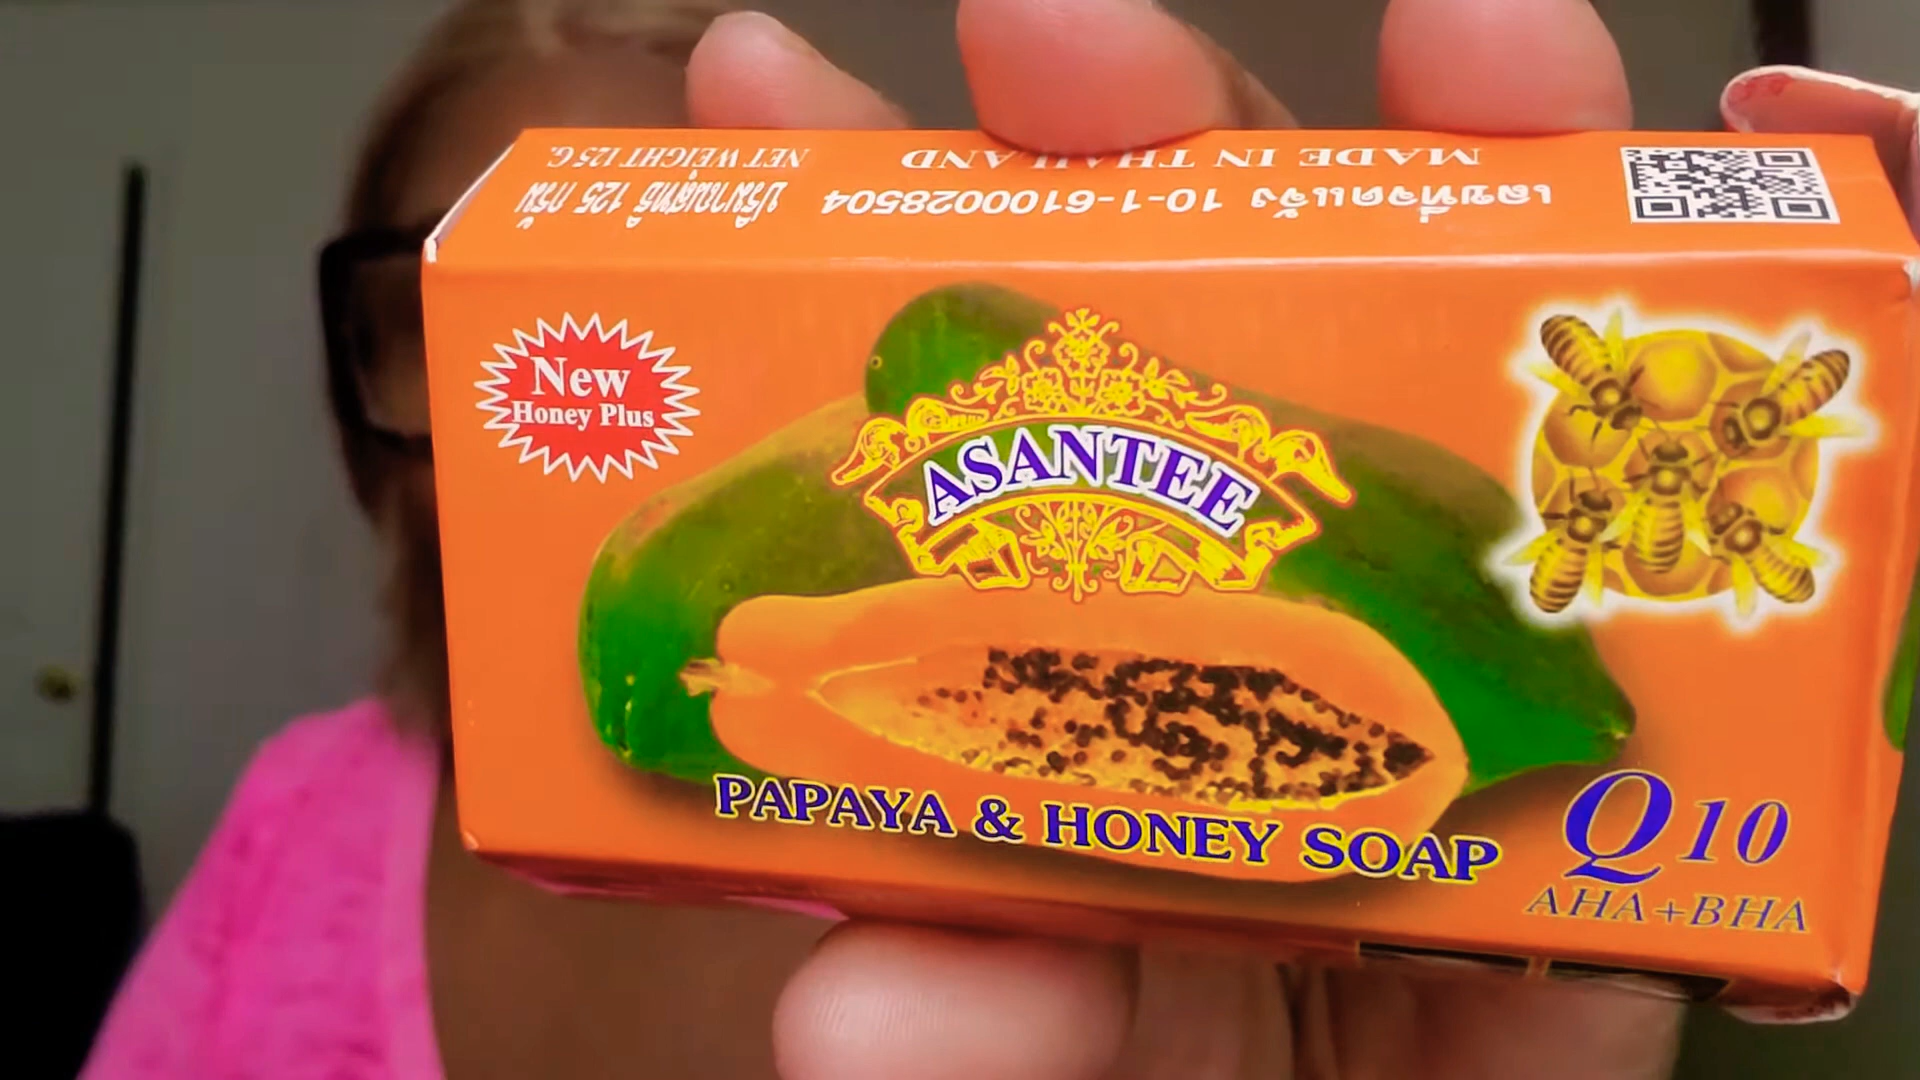 NET WEIGHT 125 G.
ปริมาณสุทธิ 125 กรัม
MADE IN THAILAND
เลขที่จดแจ้ง 10-1-6100028504
New
Honey Plus
ASANTEE
PAPAYA & HONEY SOAP
Q10
AHA+BHA